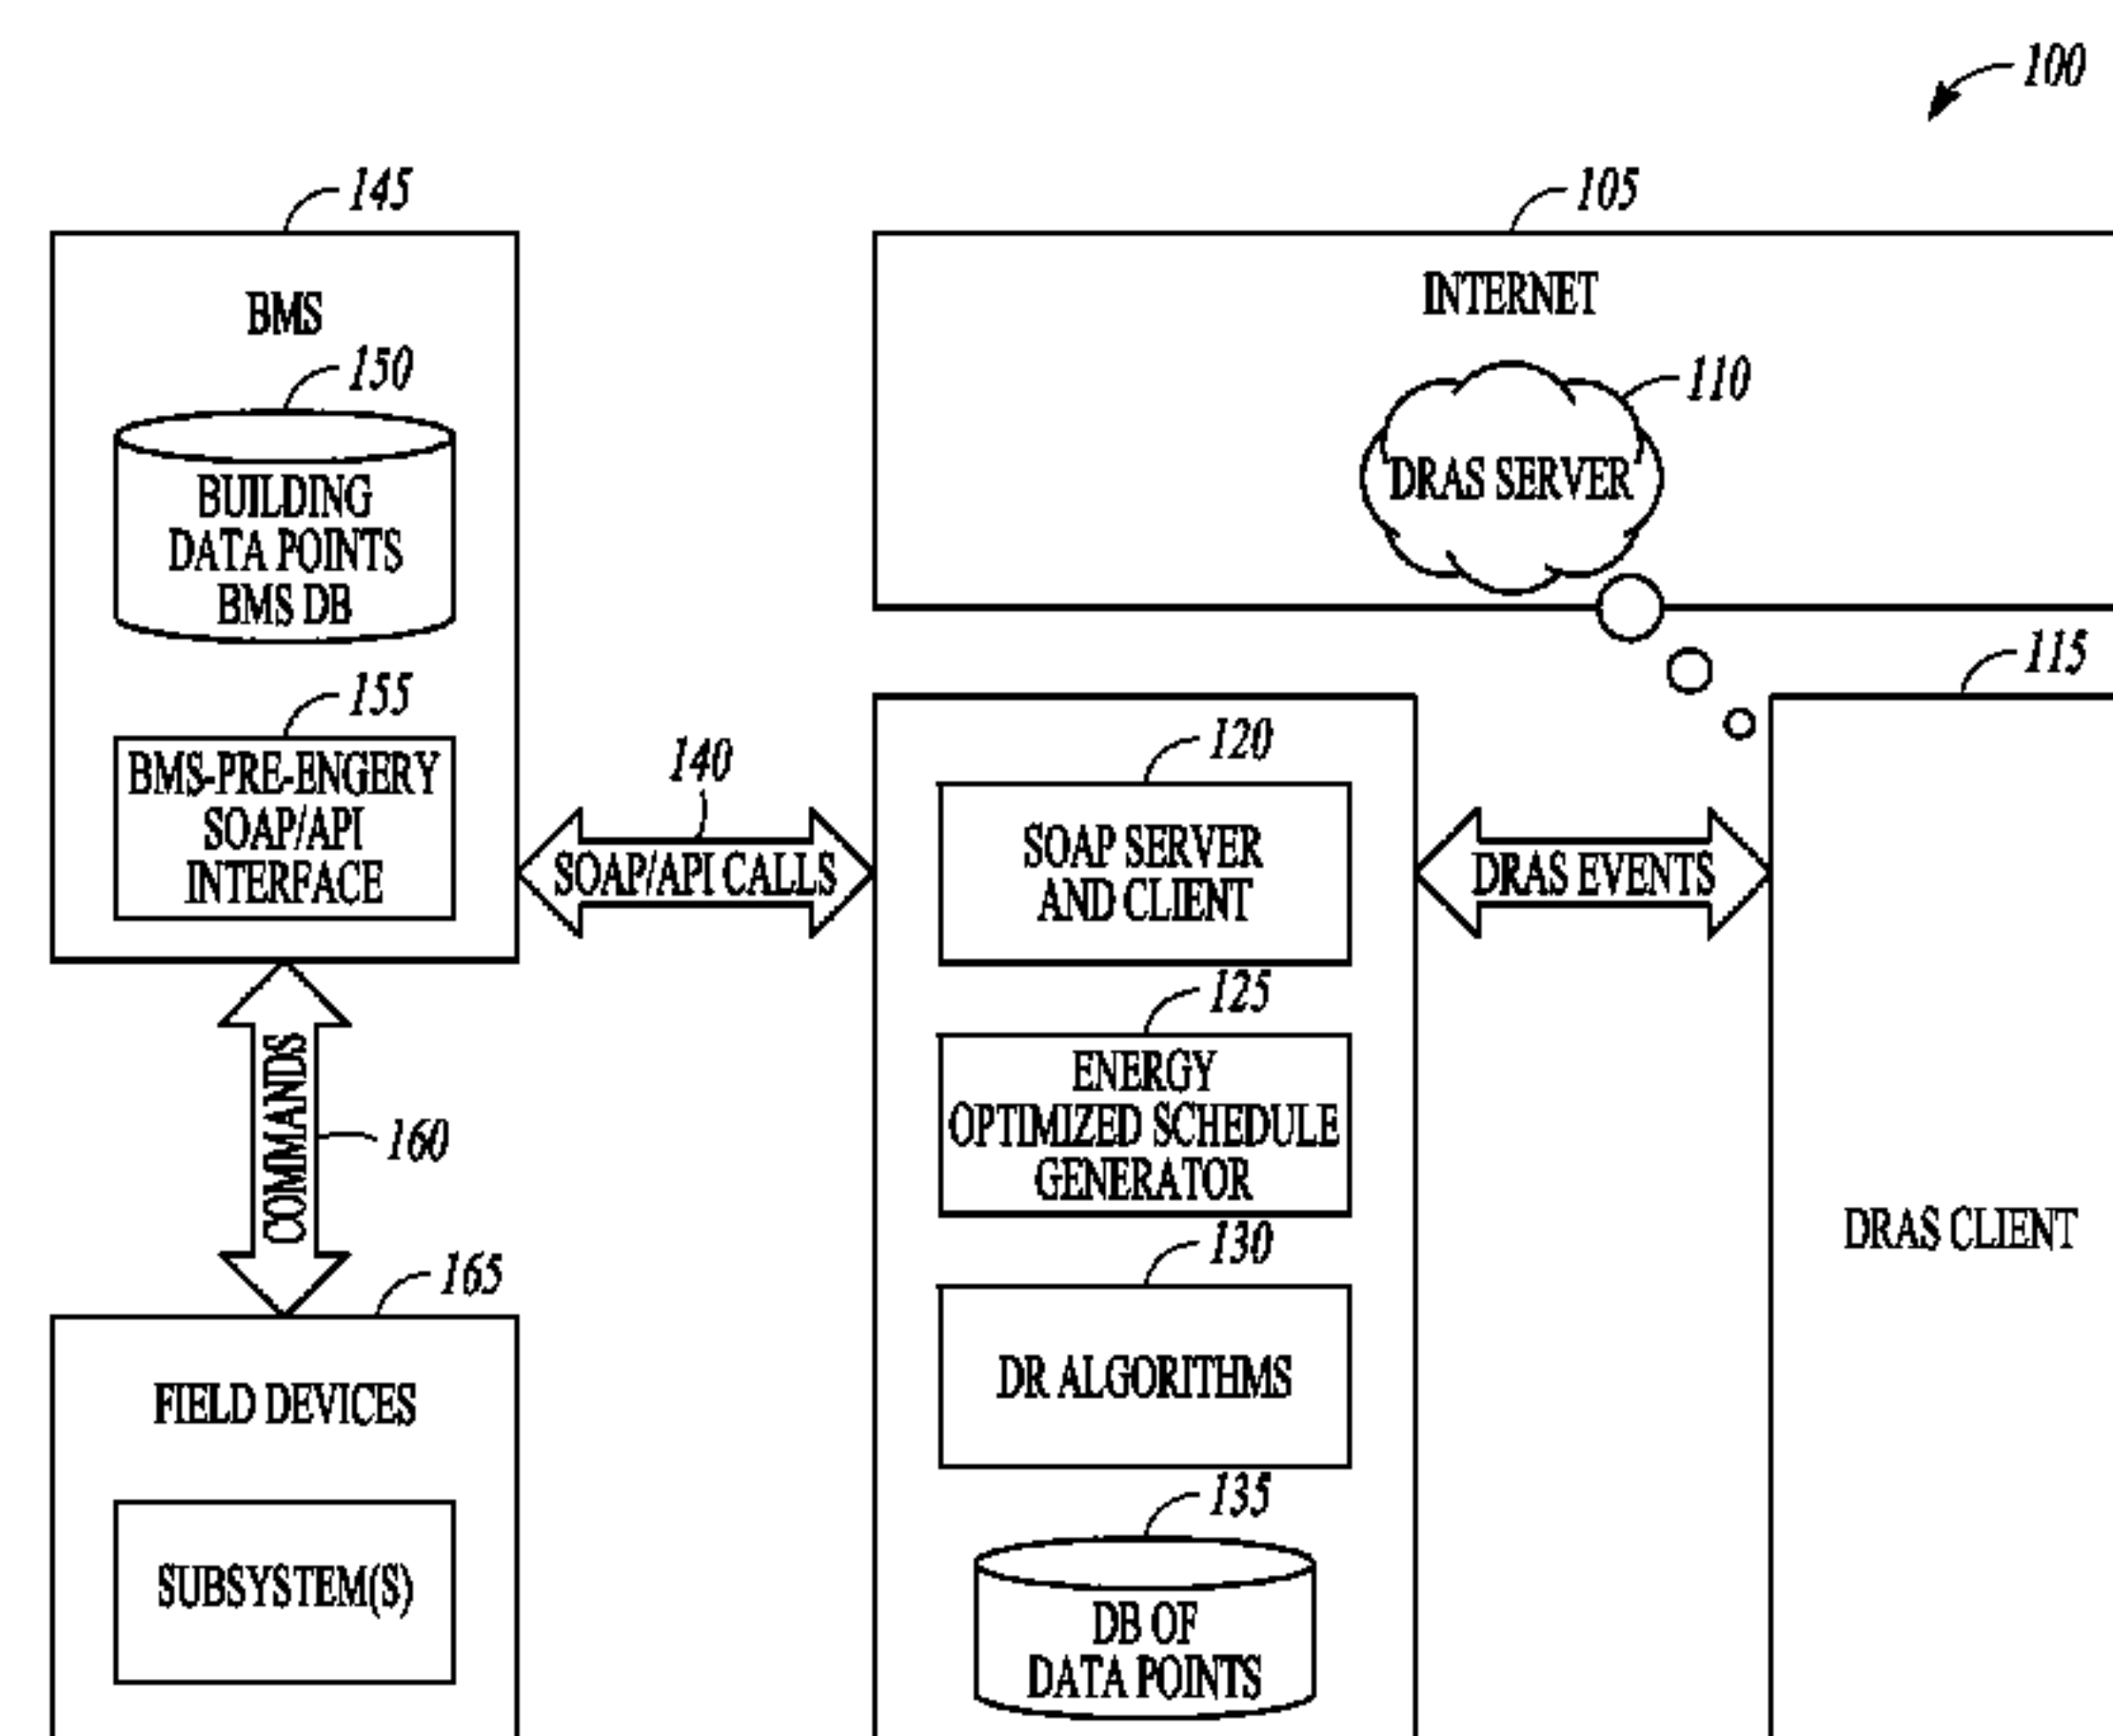 100
145
105
BMS
INTERNET
150
110
BUILDING
DATA POINTS
BMS DB
DRAS SERVER
155
115
BMS-PRE-ENGERY
SOAP/API
INTERFACE
140
SOAP/API CALLS
120
SOAP SERVER
AND CLIENT
DRAS EVENTS
125
ENERGY
OPTIMIZED SCHEDULE
GENERATOR
COMMANDS
160
130
DR ALGORITHMS
DRAS CLIENT
165
FIELD DEVICES
SUBSYSTEM(S)
135
DB OF
DATA POINTS